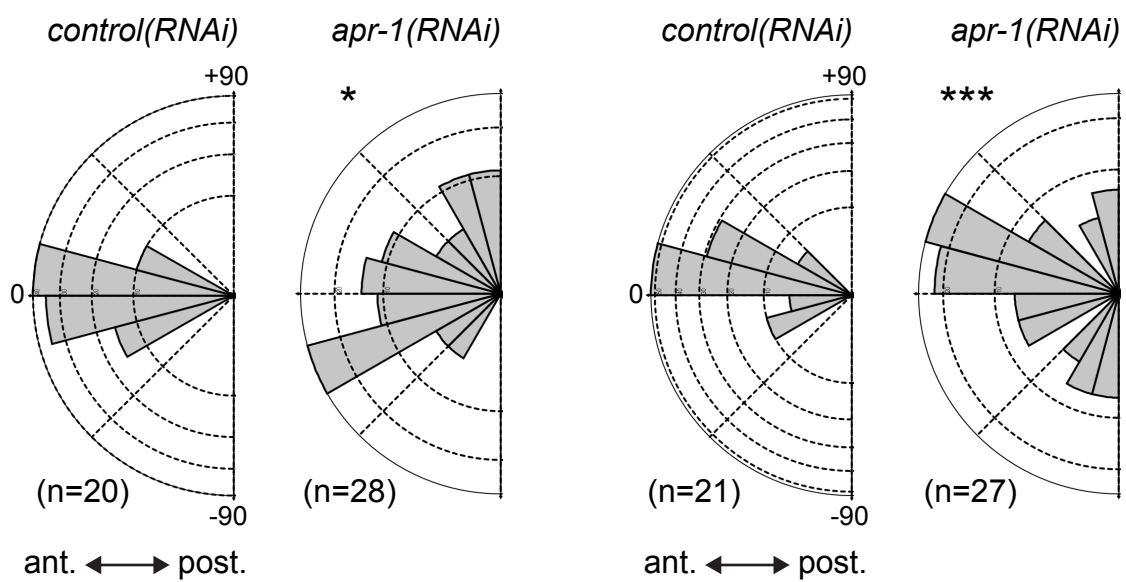 control(RNAi) apr-1(RNAi) control(RNAi) apr-1(RNAi)
+90 * +90 ***
0 0
(n=20) (n=28) (n=21) (n=27)
-90 -90
ant. post. ant. post.